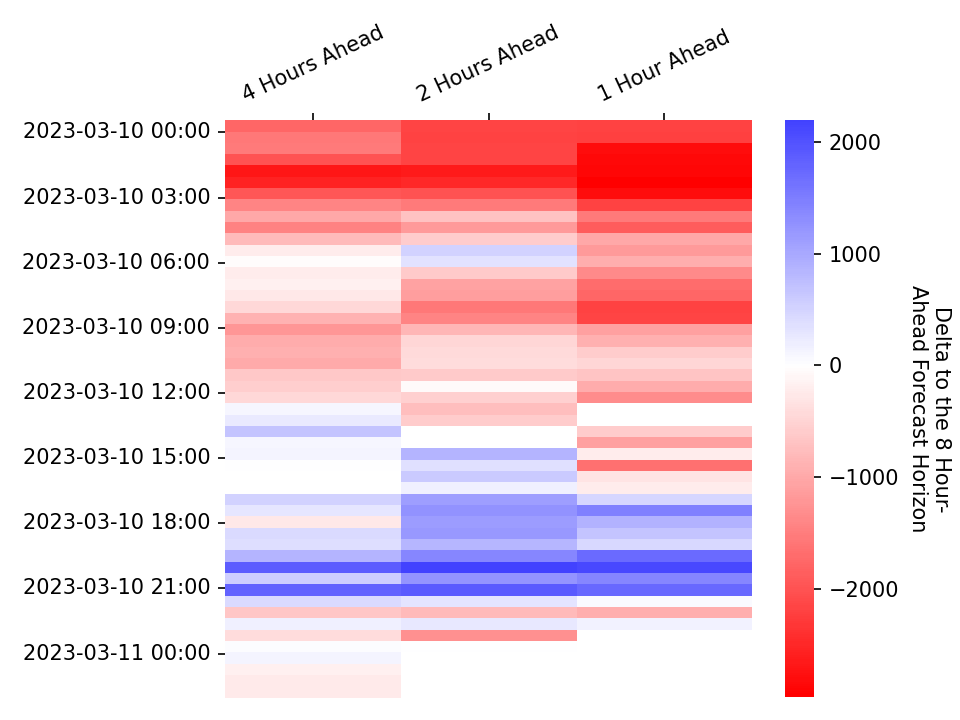 4 Hours Ahead
2 Hours Ahead
1 Hour Ahead
2023-03-10 00:00
2023-03-10 03:00
2023-03-10 06:00
2023-03-10 09:00
2023-03-10 12:00
2023-03-10 15:00
2023-03-10 18:00
2023-03-10 21:00
2023-03-11 00:00
2000
1000
0
−1000
−2000
Delta to the 8 Hour-
Ahead Forecast Horizon